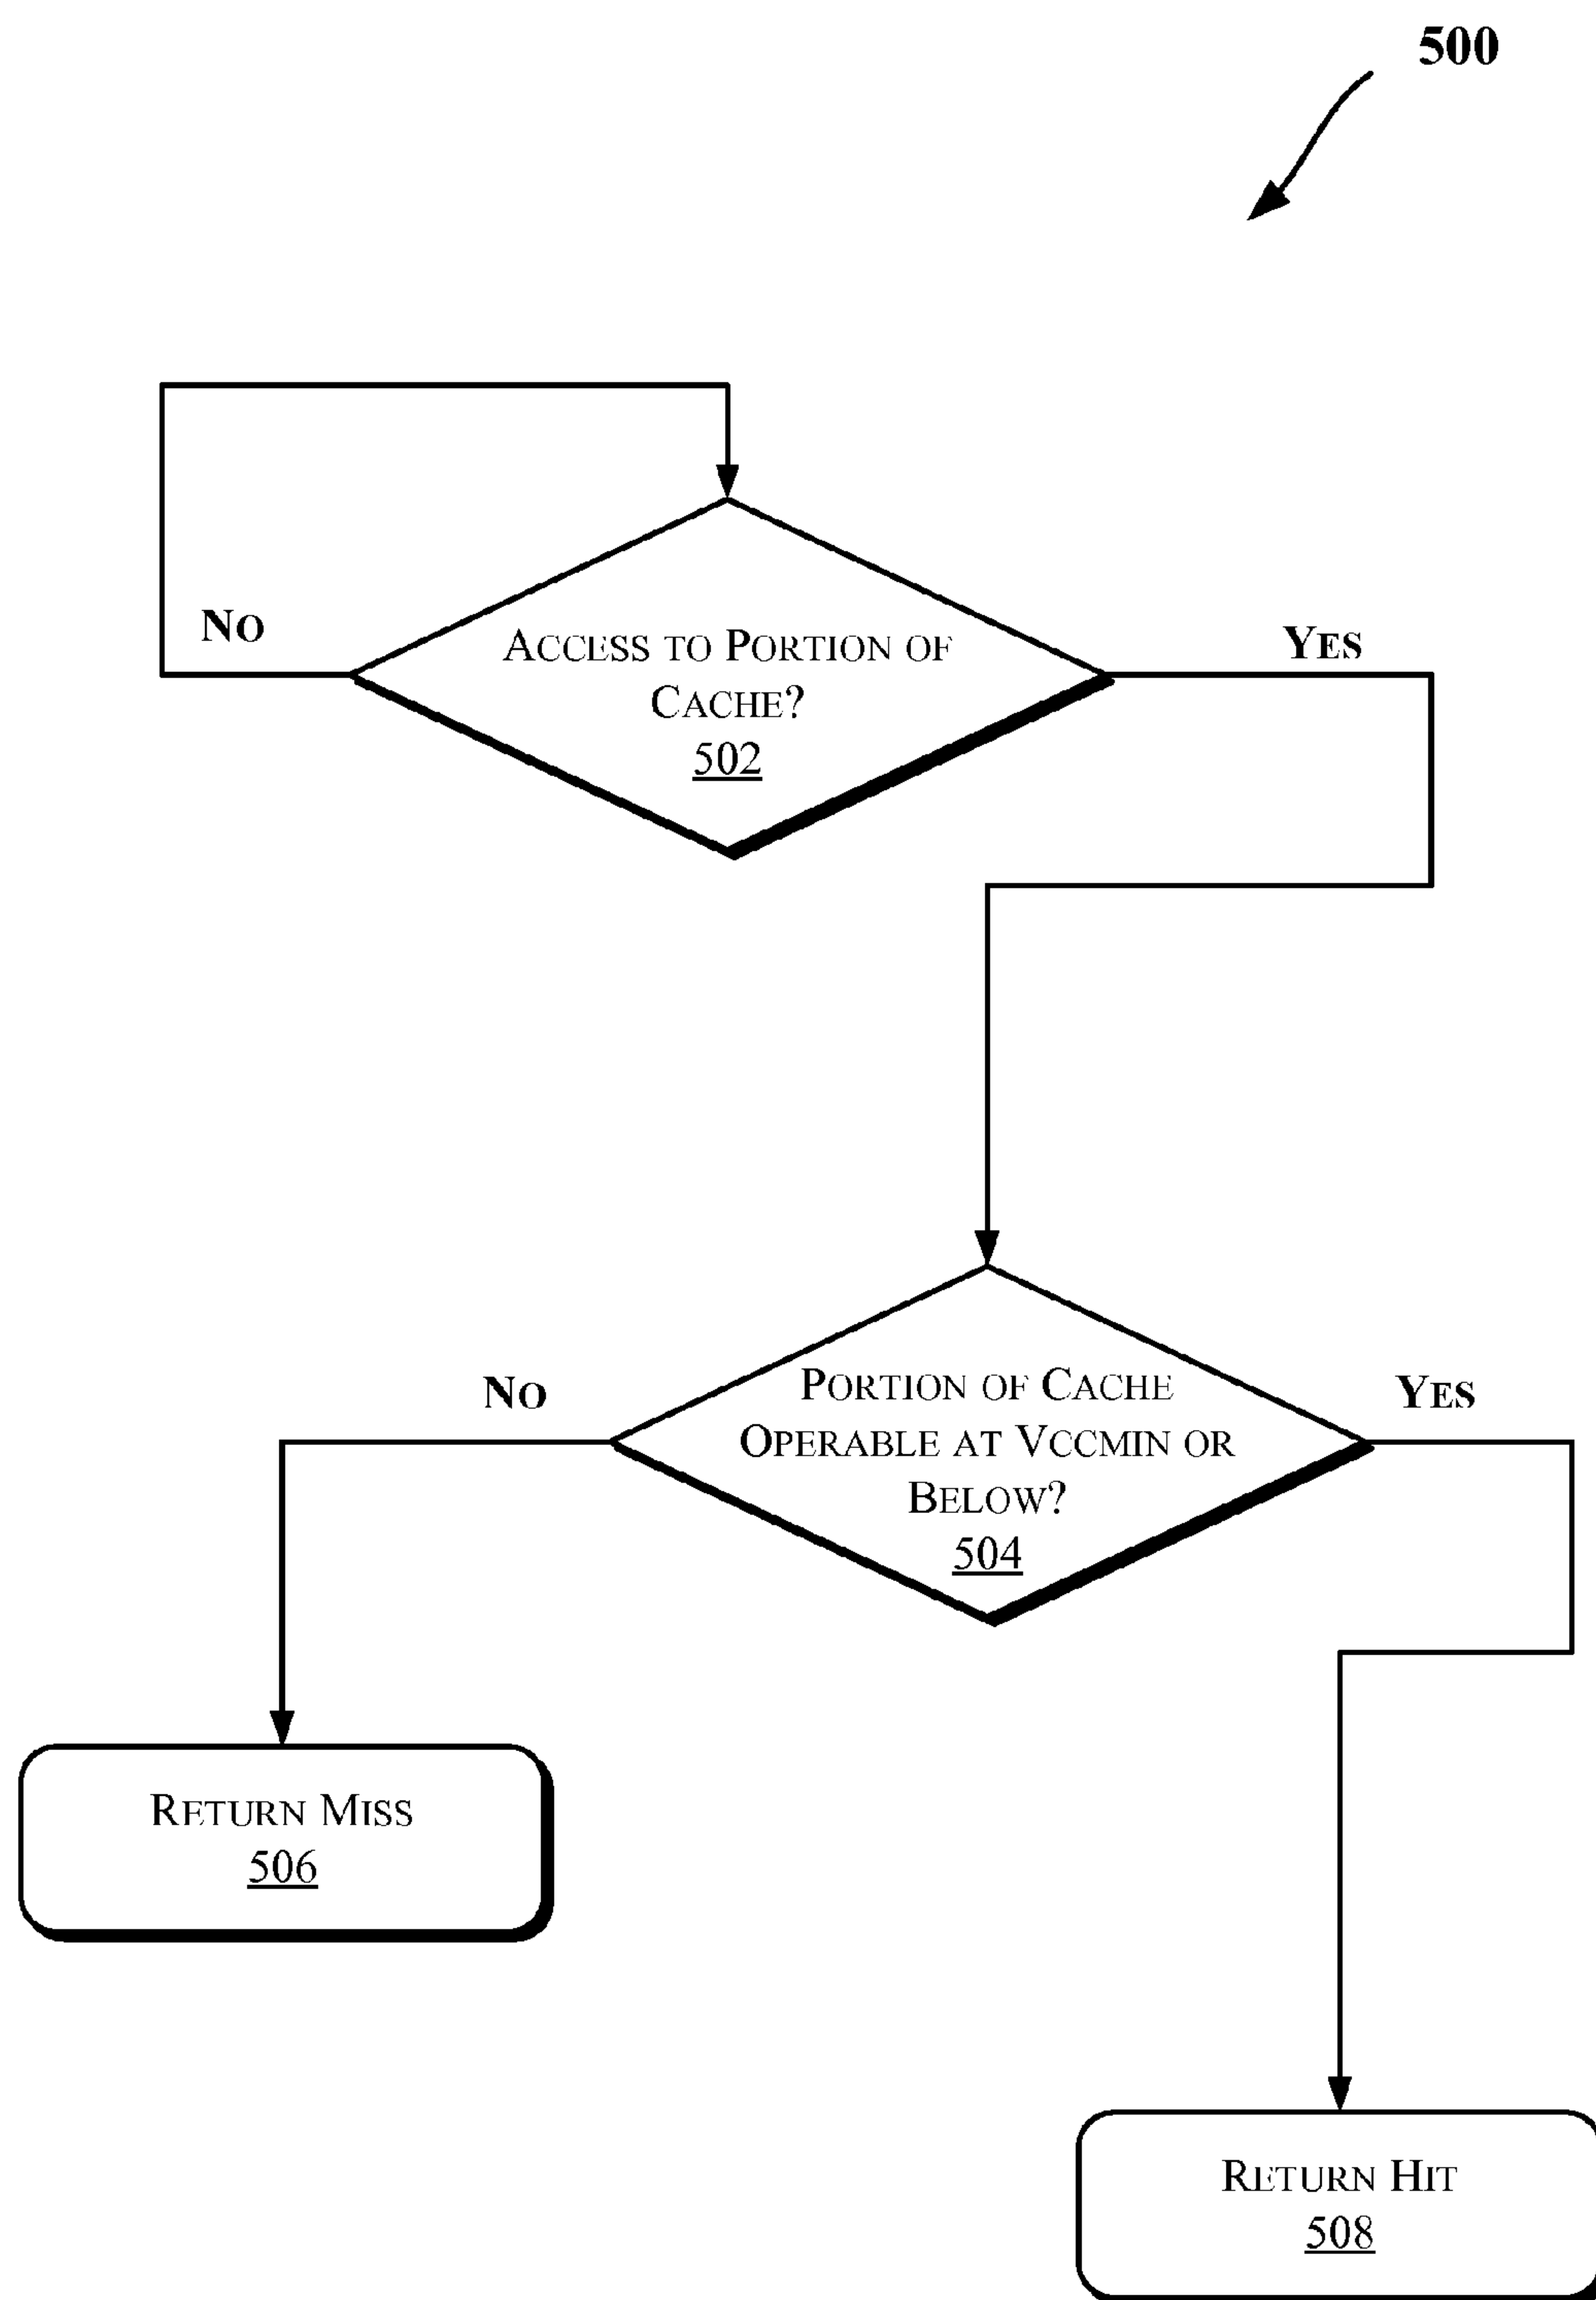 500
No
Yes
Access to Portion of
Cache?
502
No
Yes
Portion of Cache
Operable at Vccmin or
Below?
504
Return Miss
506
Return Hit
508